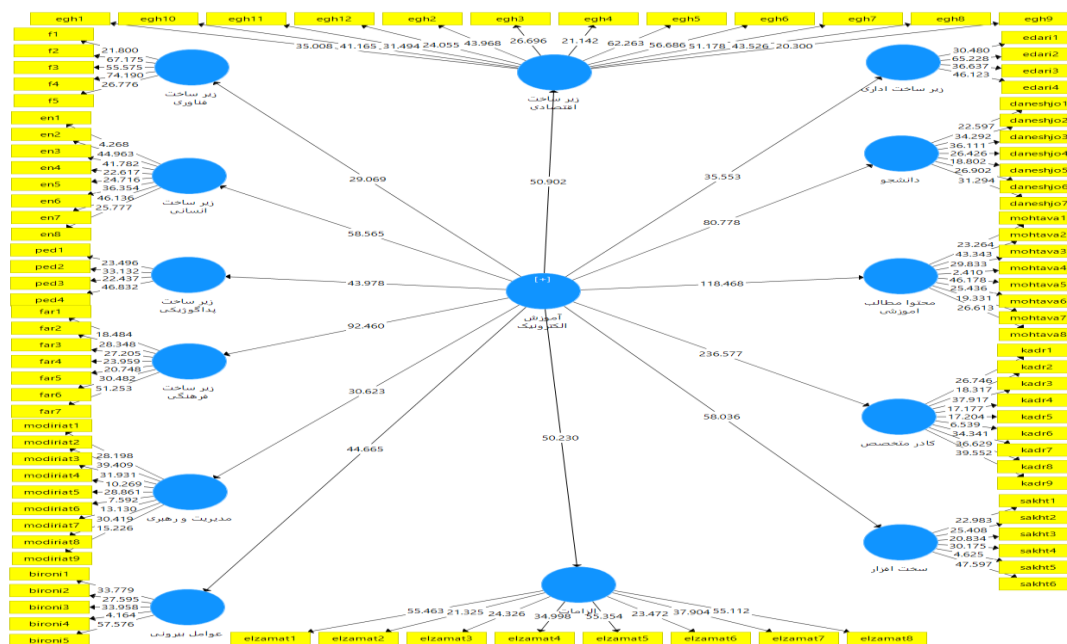 egh1 egh10 egh11 egh12 egh2 egh3 egh4 egh5 egh6 egh7 egh8 egh9
35.008 41.165 31.494 24.055 43.968 26.696 21.142 62.263 56.686 51.178 43.526 20.300
زیر ساخت
اقتصادی
f1
f2
f3
f4
f5
21.800
67.175
55.575
74.190
26.776
زیر ساخت
فناوری
en1
en2
en3
en4
en5
en6
en7
en8
4.268
44.963
41.782
22.617
24.716
36.354
46.136
25.777
زیر ساخت
انسانی
ped1
ped2
ped3
ped4
23.496
33.132
22.437
46.832
زیر ساخت
پداگوژیکی
far1
far2
far3
far4
far5
far6
far7
18.484
28.348
27.205
23.959
20.748
30.482
51.253
زیر ساخت
فرهنگی
modiriat1
modiriat2
modiriat3
modiriat4
modiriat5
modiriat6
modiriat7
modiriat8
modiriat9
28.198
39.409
31.931
10.269
28.861
7.592
13.130
30.419
15.226
مدیریت و رهبری
bironi1
bironi2
bironi3
bironi4
bironi5
33.779
27.595
33.958
4.164
57.576
عوامل بیرونی
29.069
58.565
43.978
92.460
30.623
44.665
50.902
50.230
35.553
80.778
118.468
236.577
58.036
[+]
آموزش
الکترونیک
edari1
edari2
edari3
edari4
30.480
65.228
36.637
46.123
زیر ساخت اداری
daneshjo1
daneshjo2
daneshjo3
daneshjo4
daneshjo5
daneshjo6
daneshjo7
22.597
34.292
36.111
26.426
18.802
26.902
31.294
دانشجو
mohtava1
mohtava2
mohtava3
mohtava4
mohtava5
mohtava6
mohtava7
mohtava8
23.264
43.343
29.833
2.410
46.178
25.436
19.331
26.613
محتوا مطالب
اموزشی
kadr1
kadr2
kadr3
kadr4
kadr5
kadr6
kadr7
kadr8
kadr9
26.746
18.317
37.917
17.177
17.204
6.539
34.341
36.629
39.552
کادر متخصص
sakht1
sakht2
sakht3
sakht4
sakht5
sakht6
22.983
25.408
20.834
30.175
4.625
47.597
سخت افزار
الزامات
55.463 21.325 24.326 34.998 55.354 23.472 37.904 55.112
elzamat1 elzamat2 elzamat3 elzamat4 elzamat5 elzamat6 elzamat7 elzamat8